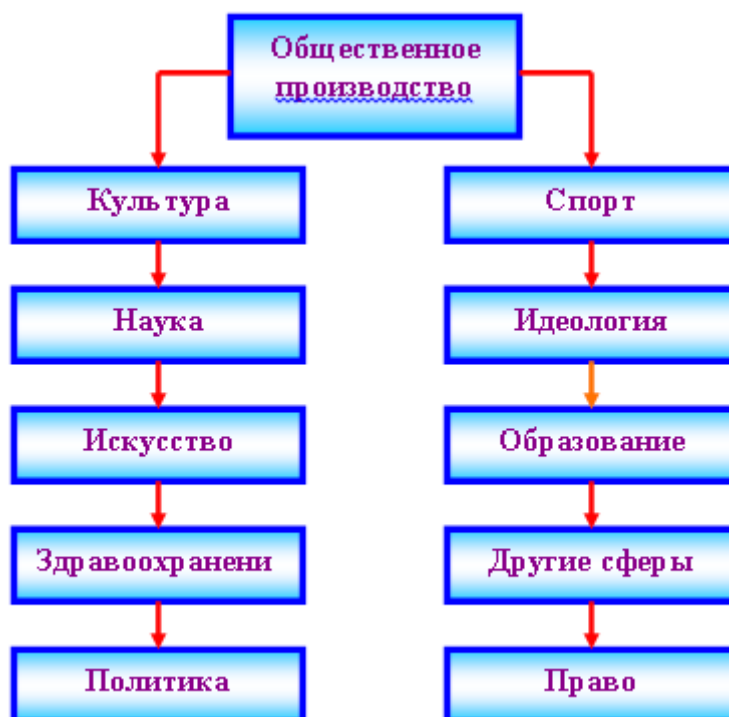 Общественное
производство
Культура
Спорт
Наука
Идеология
Искусство
Образование
Здравоохранени
Другие сферы
Политика
Право